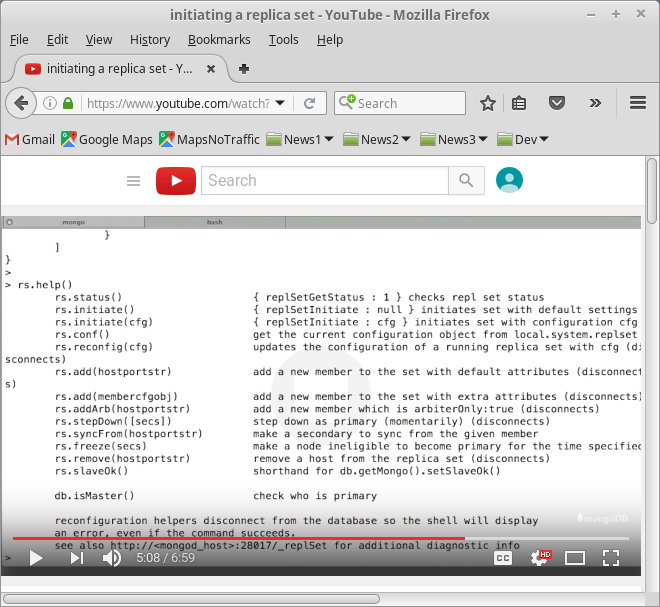 initiating a replica set - YouTube - Mozilla Firefox
File Edit View History Bookmarks Tools Help
initiating a replica set - Y...
https://www.youtube.com/watch?
Search
Gmail Google Maps MapsNoTraffic News1 News2 News3 Dev
Search
mongo bash
}
]
}
>
> rs.help()
rs.status() { replSetGetStatus : 1 } checks repl set status
rs.initiate() { replSetInitiate : null } initiates set with default settings
rs.initiate(cfg) { replSetInitiate : cfg } initiates set with configuration cfg
rs.conf() get the current configuration object from local.system.replset
rs.reconfig(cfg) updates the configuration of a running replica set with cfg (di
sconnects)
rs.add(hostportstr) add a new member to the set with default attributes (disconnect
s)
rs.add(membercfgobj) add a new member to the set with extra attributes (disconnects)
rs.addArb(hostportstr) add a new member which is arbiterOnly:true (disconnects)
rs.stepDown([secs]) step down as primary (momentarily) (disconnects)
rs.syncFrom(hostportstr) make a secondary to sync from the given member
rs.freeze(secs) make a node ineligible to become primary for the time specified
rs.remove(hostportstr) remove a host from the replica set (disconnects)
rs.slaveOk() shorthand for db.getMongo().setSlaveOk()
db.isMaster() check who is primary
reconfiguration helpers disconnect from the database so the shell will display
mongoDB
an error, even if the command succeeds.
see also http://<mongod_host>:28017/_replSet for additional diagnostic info
>
5:08 / 6:59 CC HD